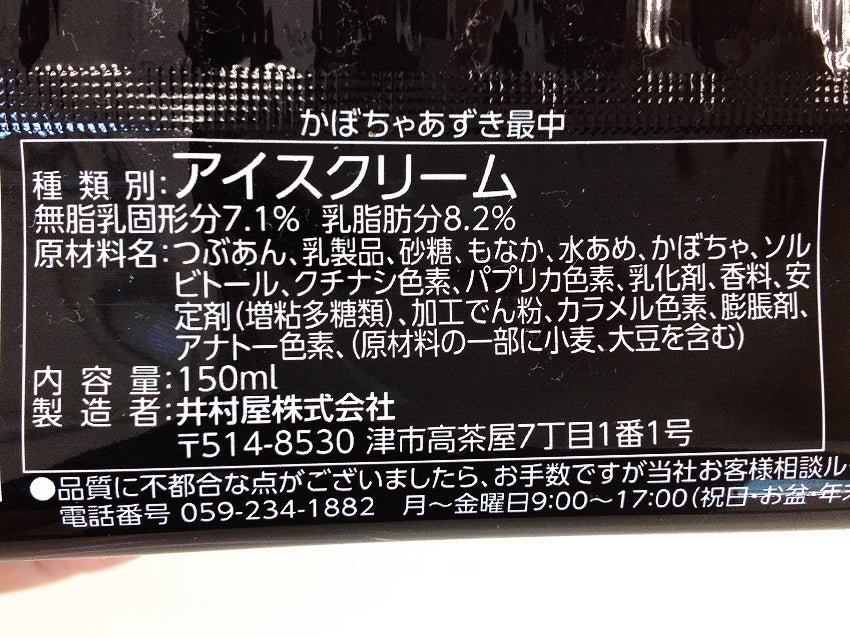 かぼちゃあずき最中
種類別：アイスクリーム
無脂乳固形分7.1% 乳脂肪分8.2%
原材料名：つぶあん、乳製品、砂糖、もなか、水あめ、かぼちゃ、ソル
ビトール、クチナシ色素、パプリカ色素、乳化剤、香料、安
定剤(増粘多糖類)、加工でん粉、カラメル色素、膨脹剤、
アナトー色素、(原材料の一部に小麦、大豆を含む)
内容量：150ml
製造者：井村屋株式会社
〒514-8530 津市高茶屋7丁目1番1号
●品質に不都合な点がございましたら、お手数ですが当社お客様相談ル
電話番号 059-234-1882 月～金曜日9:00～17:00(祝日・お盆・年末